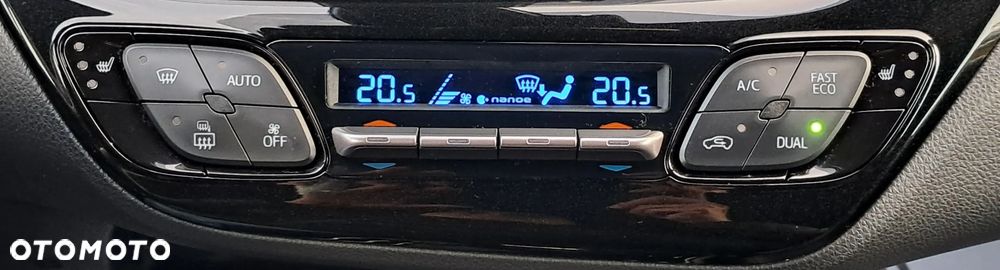 AUTO
OFF
20.5
nanoe
20.5
A/C
FAST
ECO
DUAL
OTOMOTO